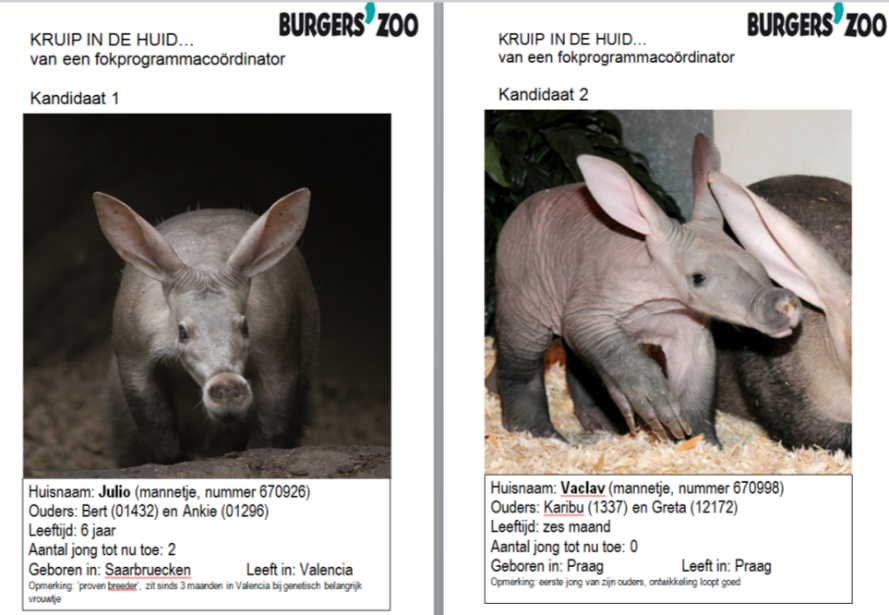 BURGERS'ZOO
KRUIP IN DE HUID…
van een fokprogrammacoördinator
Kandidaat 1
Huisnaam: Julio (mannetje, nummer 670926)
Ouders: Bert (01432) en Ankie (01296)
Leeftijd: 6 jaar
Aantal jong tot nu toe: 2
Geboren in: Saarbruecken Leeft in: Valencia
Opmerking: 'proven breeder', zit sinds 3 maanden in Valencia bij genetisch belangrijk
vrouwtje
BURGERS'ZOO
KRUIP IN DE HUID…
van een fokprogrammacoördinator
Kandidaat 2
Huisnaam: Vaclav (mannetje, nummer 670998)
Ouders: Karibu (1337) en Greta (12172)
Leeftijd: zes maand
Aantal jong tot nu toe: 0
Geboren in: Praag Leeft in: Praag
Opmerking: eerste jong van zijn ouders, ontwikkeling loopt goed